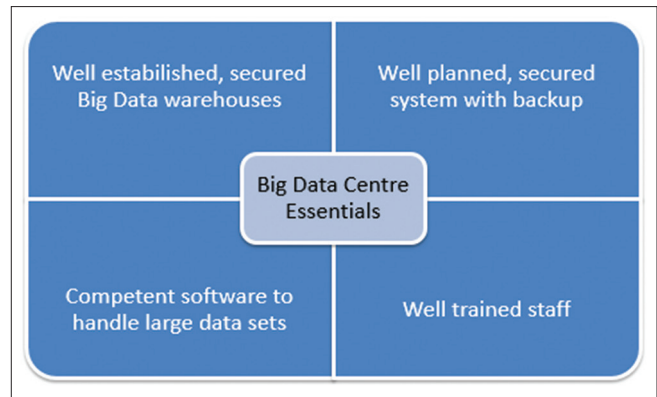 Well estabilished, secured
Big Data warehouses
Well planned, secured
system with backup
Big Data Centre
Essentials
Competent software to
handle large data sets
Well trained staff